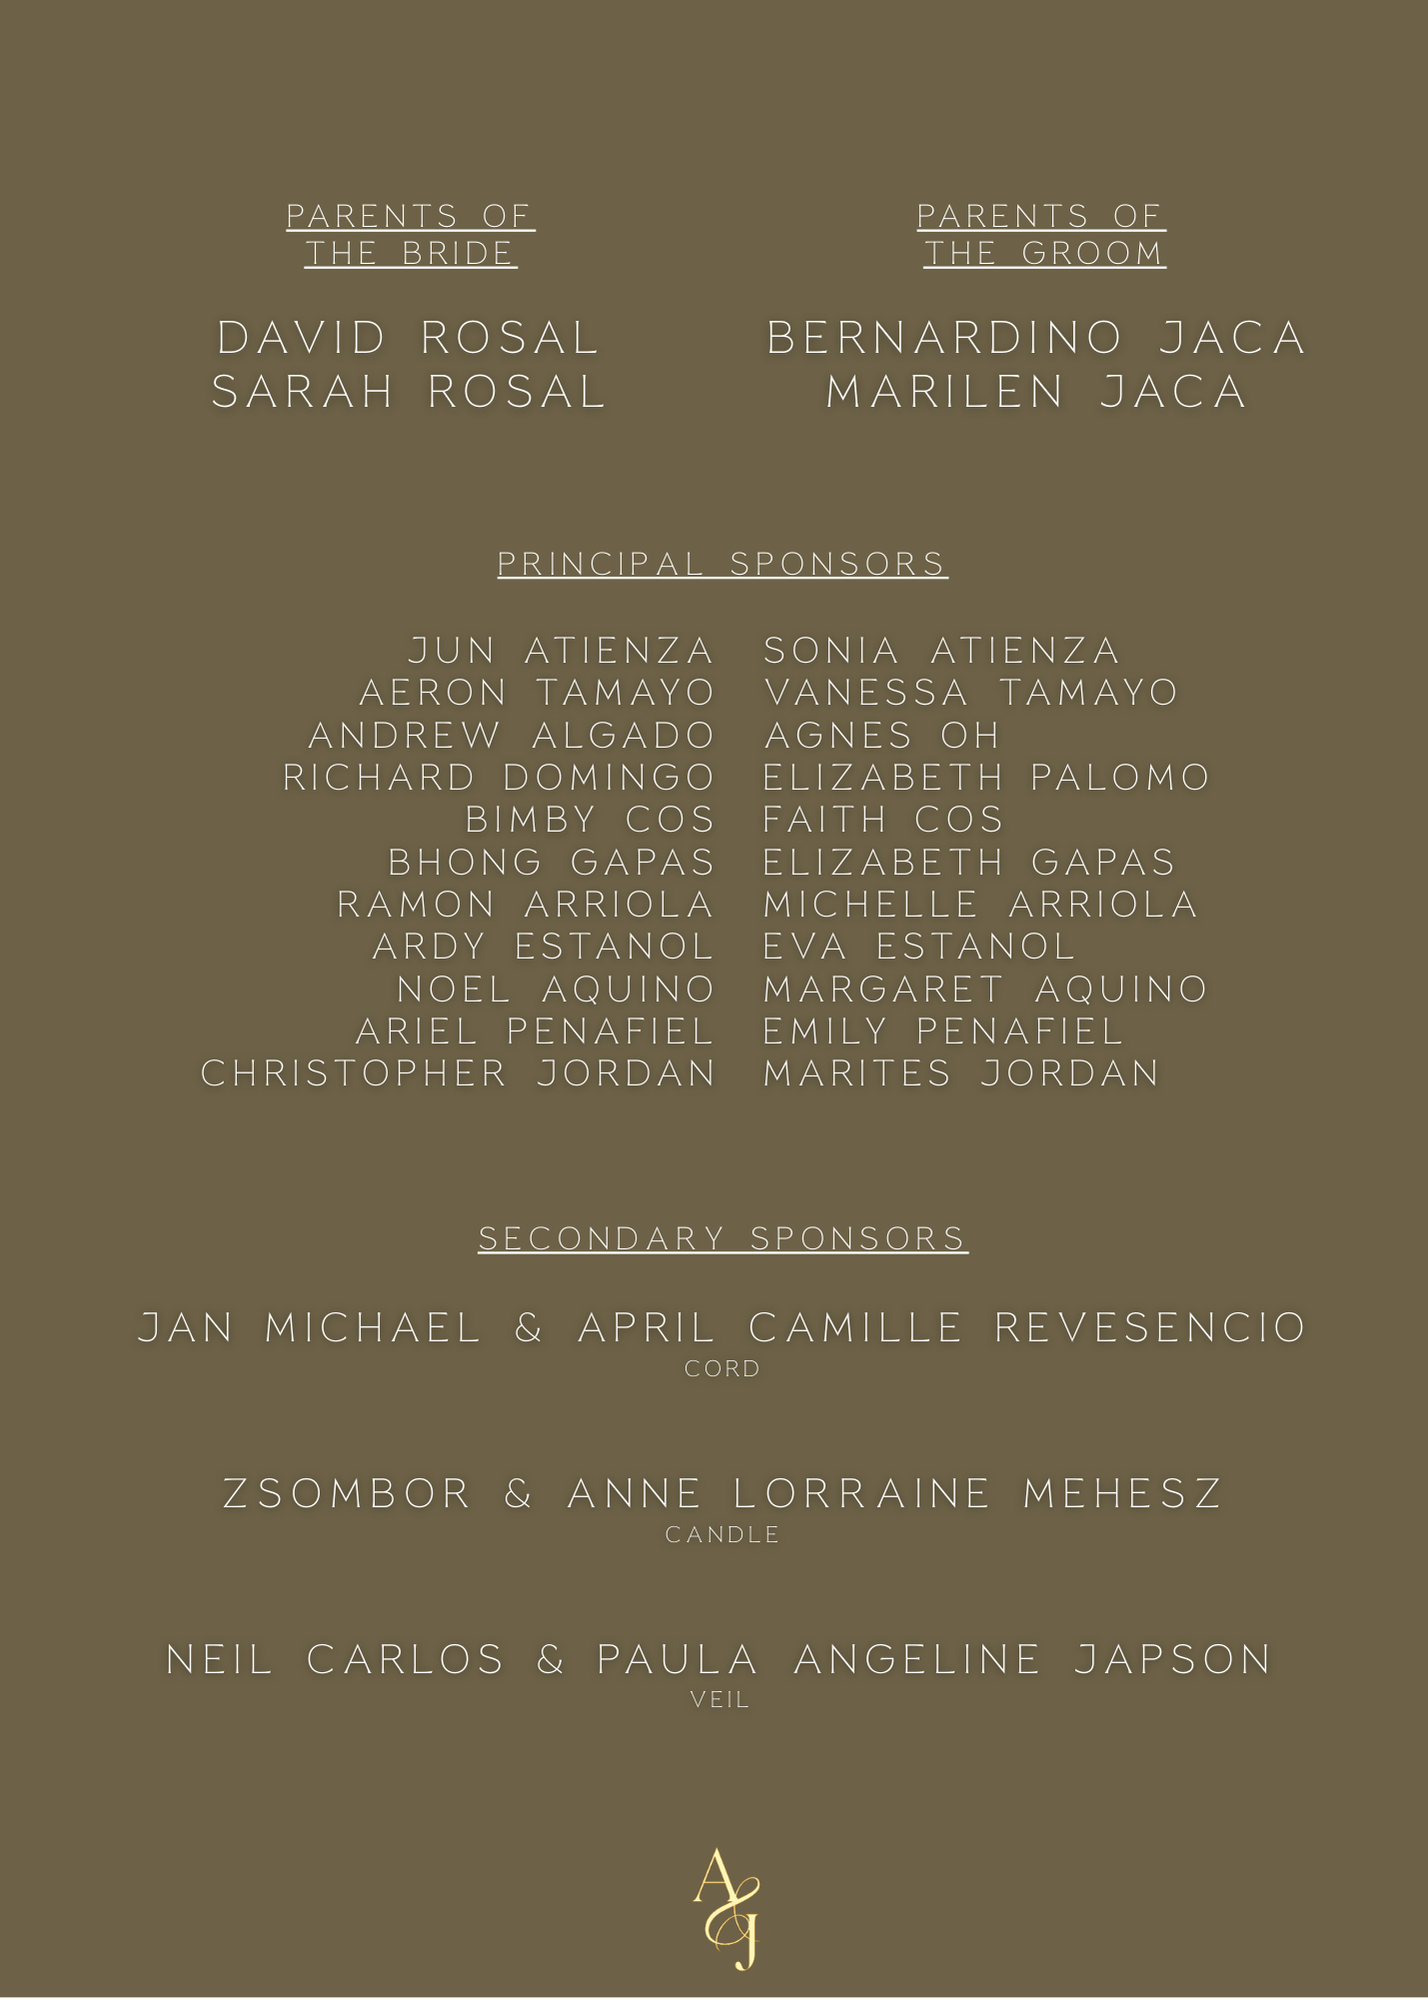 PARENTS OF
THE BRIDE
DAVID ROSAL
SARAH ROSAL
PARENTS OF
THE GROOM
BERNARDINO JACA
MARILEN JACA
PRINCIPAL SPONSORS
JUN ATIENZA SONIA ATIENZA
AERON TAMAYO VANESSA TAMAYO
ANDREW ALGADO AGNES OH
RICHARD DOMINGO ELIZABETH PALOMO
BIMBY COS FAITH COS
BHONG GAPAS ELIZABETH GAPAS
RAMON ARRIOLA MICHELLE ARRIOLA
ARDY ESTANOL EVA ESTANOL
NOEL AQUINO MARGARET AQUINO
ARIEL PENAFIEL EMILY PENAFIEL
CHRISTOPHER JORDAN MARITES JORDAN
SECONDARY SPONSORS
JAN MICHAEL & APRIL CAMILLE REVESENCIO
CORD
ZSOMBOR & ANNE LORRAINE MEHESZ
CANDLE
NEIL CARLOS & PAULA ANGELINE JAPSON
VEIL
A&J